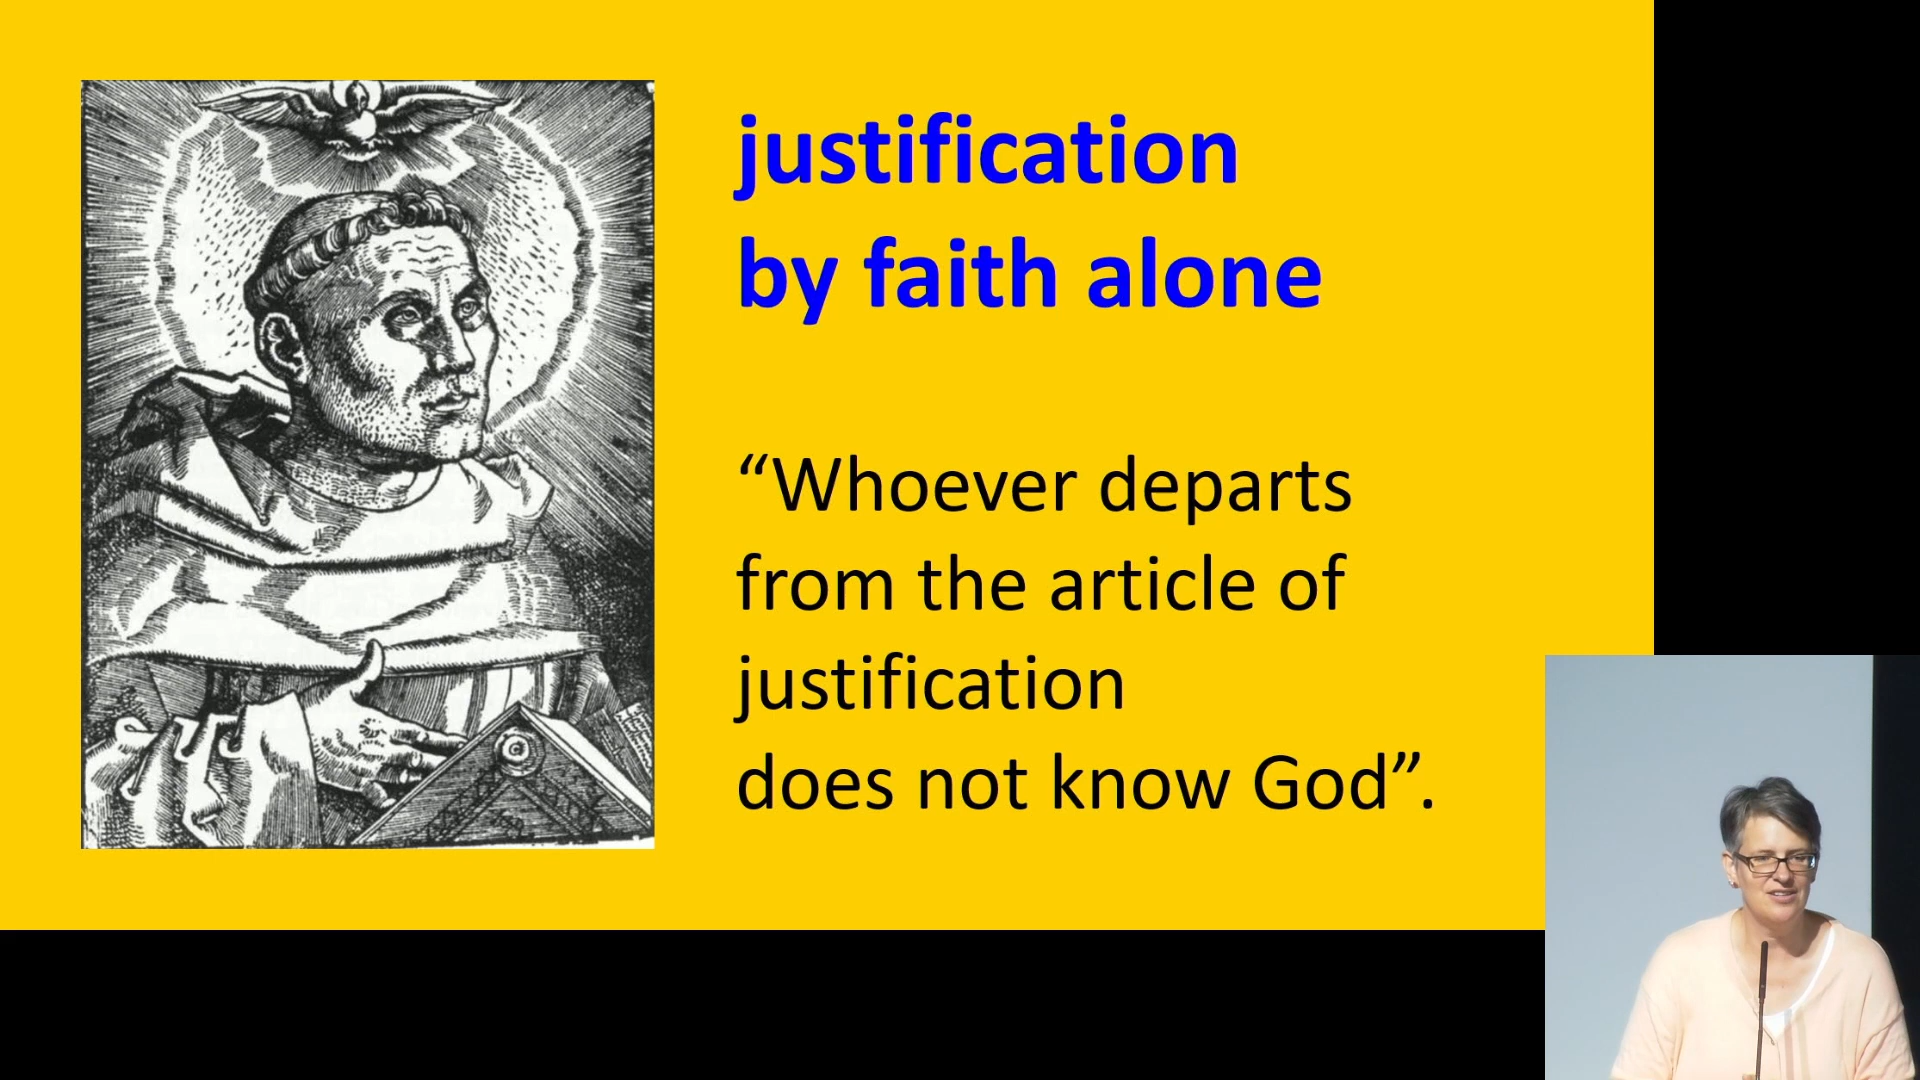 justification
by faith alone
“Whoever departs
from the article of
justification
does not know God”.